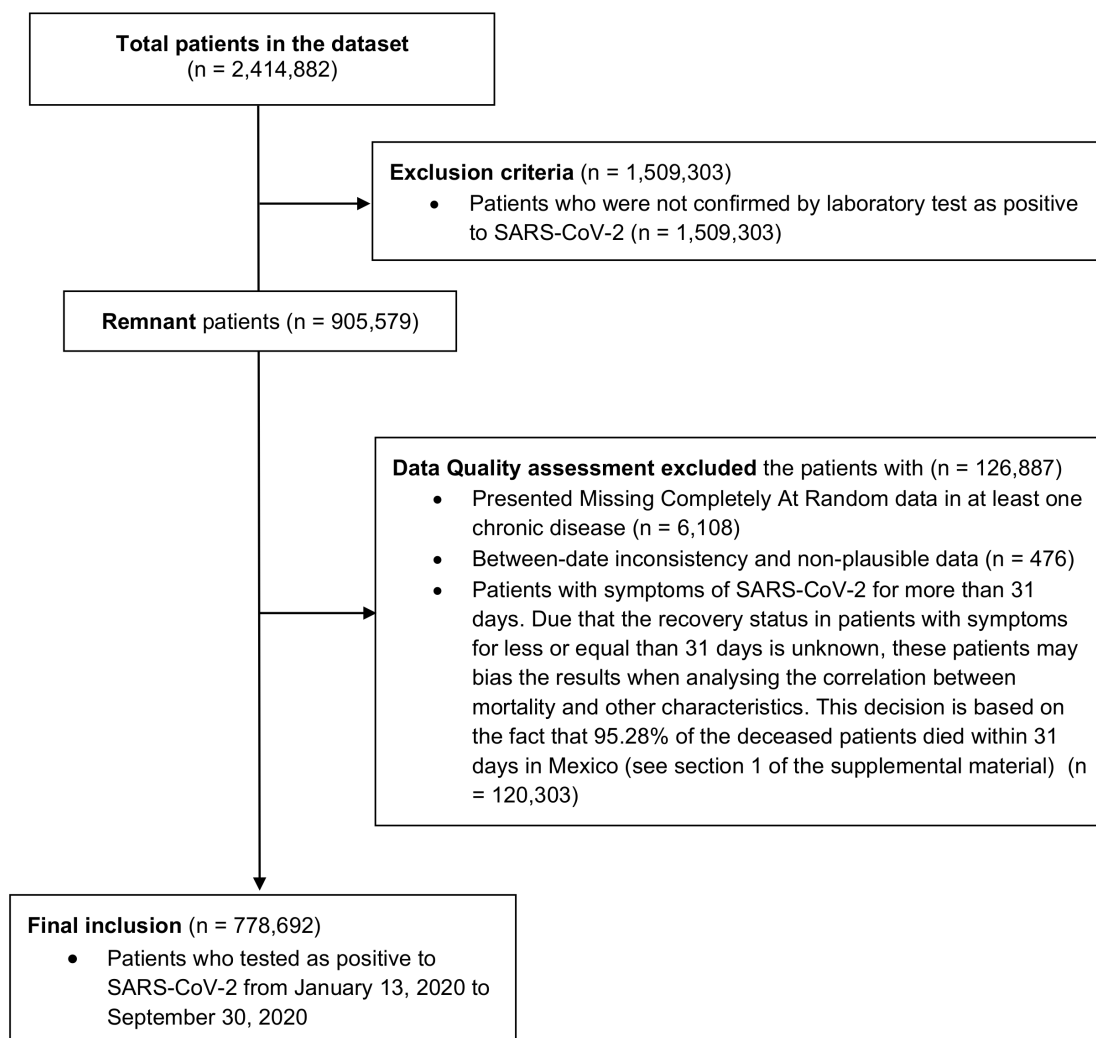 Total patients in the dataset
(n = 2,414,882)
Exclusion criteria (n = 1,509,303)
• Patients who were not confirmed by laboratory test as positive
to SARS-CoV-2 (n = 1,509,303)
Remnant patients (n = 905,579)
Data Quality assessment excluded the patients with (n = 126,887)
• Presented Missing Completely At Random data in at least one
chronic disease (n = 6,108)
• Between-date inconsistency and non-plausible data (n = 476)
• Patients with symptoms of SARS-CoV-2 for more than 31
days. Due that the recovery status in patients with symptoms
for less or equal than 31 days is unknown, these patients may
bias the results when analysing the correlation between
mortality and other characteristics. This decision is based on
the fact that 95.28% of the deceased patients died within 31
days in Mexico (see section 1 of the supplemental material) (n
= 120,303)
Final inclusion (n = 778,692)
• Patients who tested as positive to
SARS-CoV-2 from January 13, 2020 to
September 30, 2020